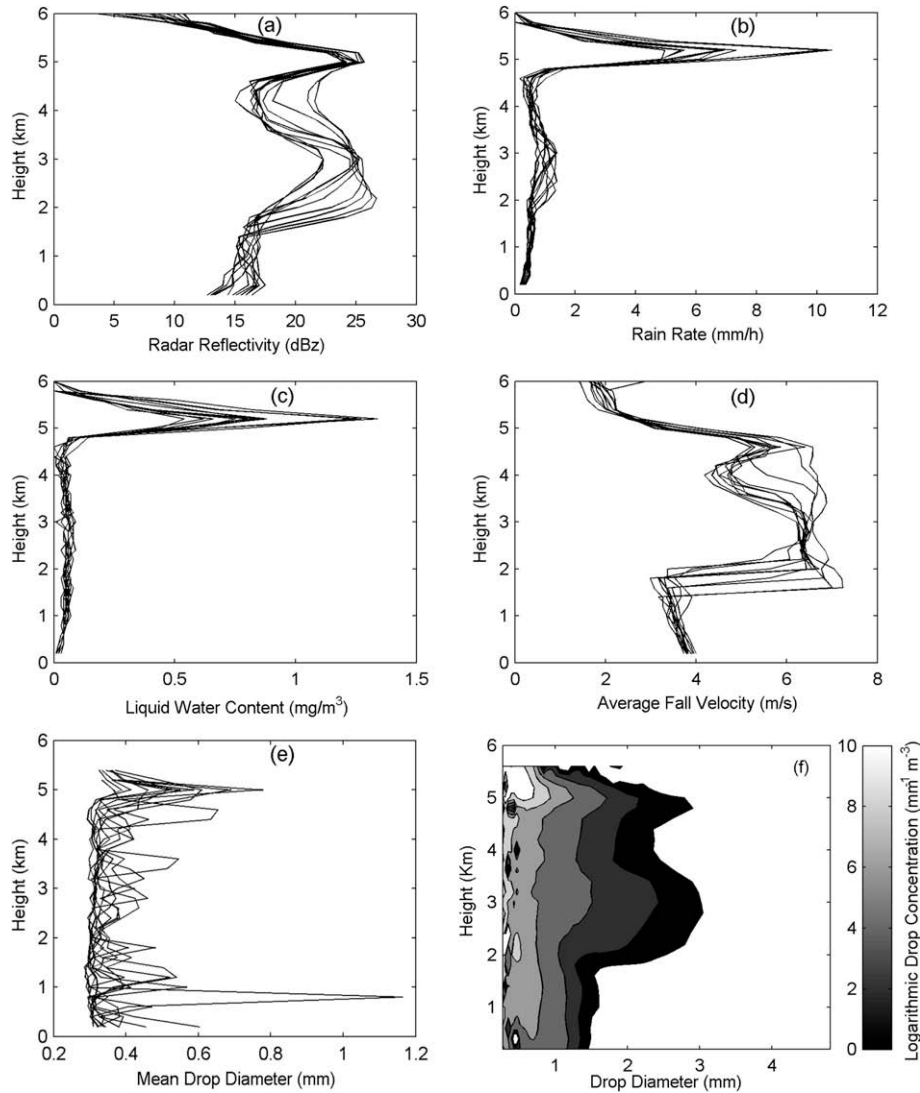 (a)
6
5
4
3
2
1
0
Height (km)
0 5 10 15 20 25 30
Radar Reflectivity (dBz)
(b)
6
5
4
3
2
1
0
Height (km)
0 2 4 6 8 10 12
Rain Rate (mm/h)
(c)
6
5
4
3
2
1
0
Height (km)
0 0.5 1 1.5
Liquid Water Content (mg/m³)
(d)
6
5
4
3
2
1
0
Height (km)
0 2 4 6 8
Average Fall Velocity (m/s)
(e)
6
5
4
3
2
1
0
Height (km)
0.2 0.4 0.6 0.8 1 1.2
Mean Drop Diameter (mm)
(f)
6
5
4
3
2
1
Height (Km)
1 2 3 4
Drop Diameter (mm)
10
8
6
4
2
0
Logarithmic Drop Concentration (mm¹ m⁻³)